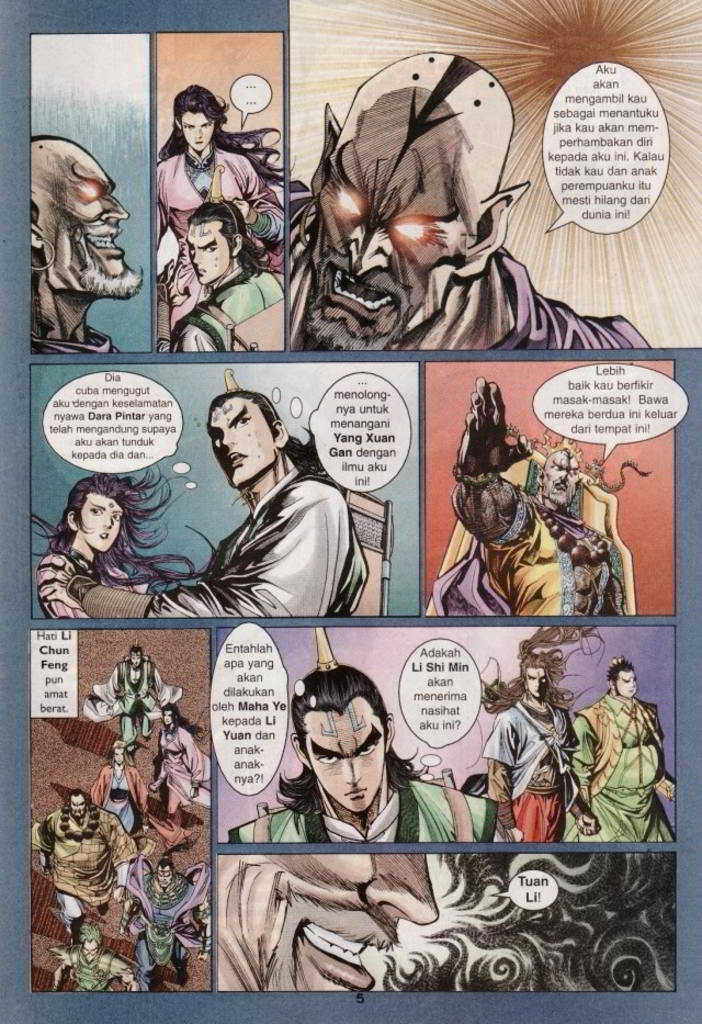 ...
...
Aku
akan
mengambil kau
sebagai menantuku
jika kau akan mem-
perhambakan diri
kepada aku ini. Kalau
tidak kau dan anak
perempuanku itu
mesti hilang dari
dunia ini!
Dia
cuba mengugut
aku dengan keselamatan
nyawa Dara Pintar yang
telah mengandung supaya
aku akan tunduk
kepada dia dan...
...
menolong-
nya untuk
menangani
Yang Xuan
Gan dengan
ilmu aku
ini!
Lebih
baik kau berfikir
masak-masak! Bawa
mereka berdua ini keluar
dari tempat ini!
Hati Li
Chun
Feng
pun
amat
berat.
Entahlah
apa yang
akan
dilakukan
oleh Maha Ye
kepada Li
Yuan dan
anak-
anak-
nya?!
Adakah
Li Shi Min
akan
menerima
nasihat
aku ini?
Tuan
Li!
5